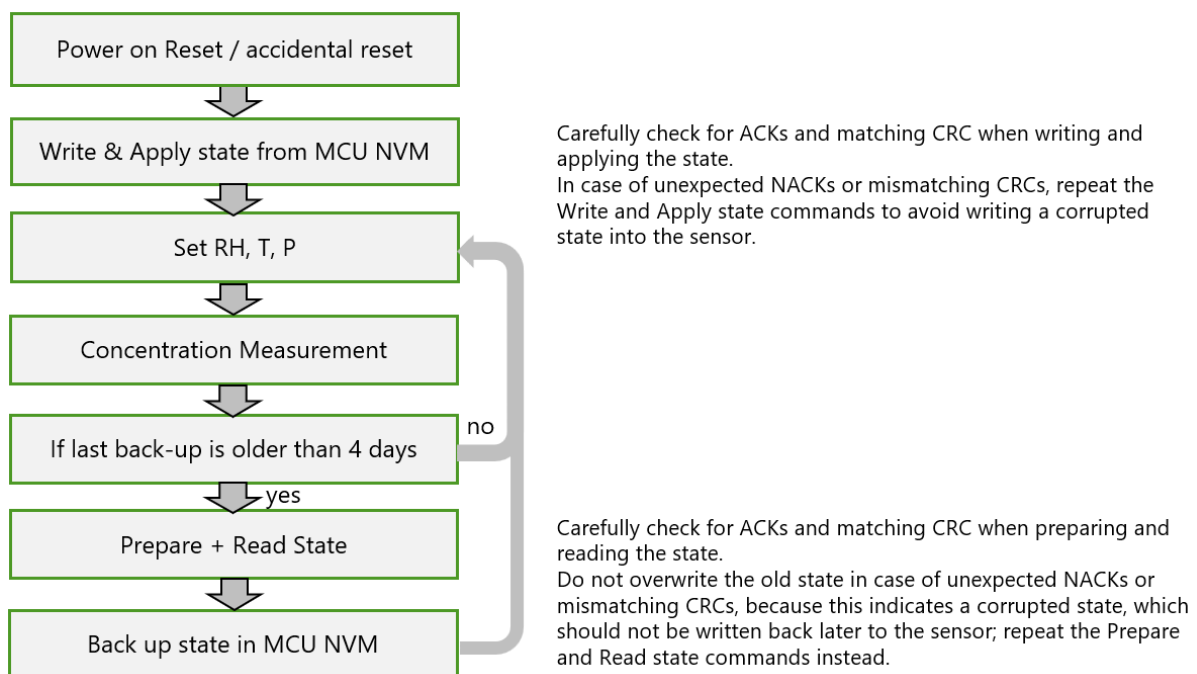 Power on Reset / accidental reset
Write & Apply state from MCU NVM
Carefully check for ACKs and matching CRC when writing and
applying the state.
In case of unexpected NACKs or mismatching CRCs, repeat the
Write and Apply state commands to avoid writing a corrupted
state into the sensor.
Set RH, T, P
Concentration Measurement
If last back-up is older than 4 days
no
yes
Prepare + Read State
Carefully check for ACKs and matching CRC when preparing and
reading the state.
Do not overwrite the old state in case of unexpected NACKs or
mismatching CRCs, because this indicates a corrupted state, which
should not be written back later to the sensor; repeat the Prepare
and Read state commands instead.
Back up state in MCU NVM